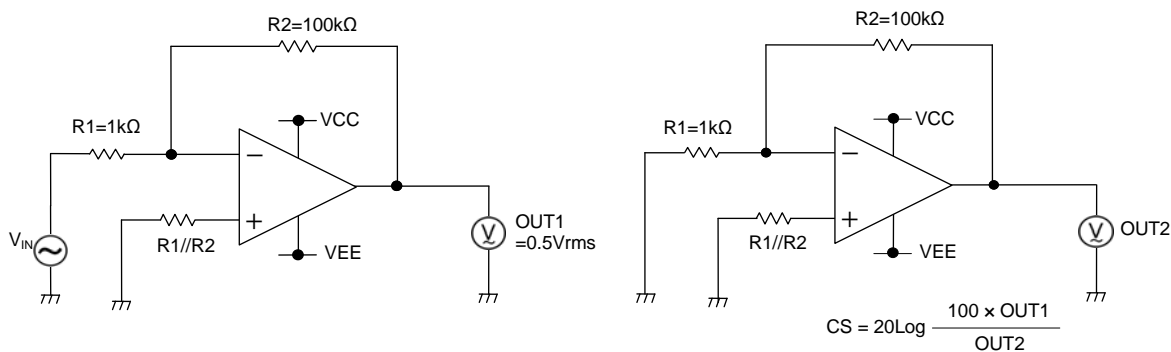 R2=100kΩ
VCC
R1=1kΩ
−
+
R1//R2
VEE
VIN
V
OUT1
=0.5Vrms
R2=100kΩ
VCC
R1=1kΩ
−
+
R1//R2
VEE
V
OUT2
CS = 20Log 100 × OUT1
OUT2